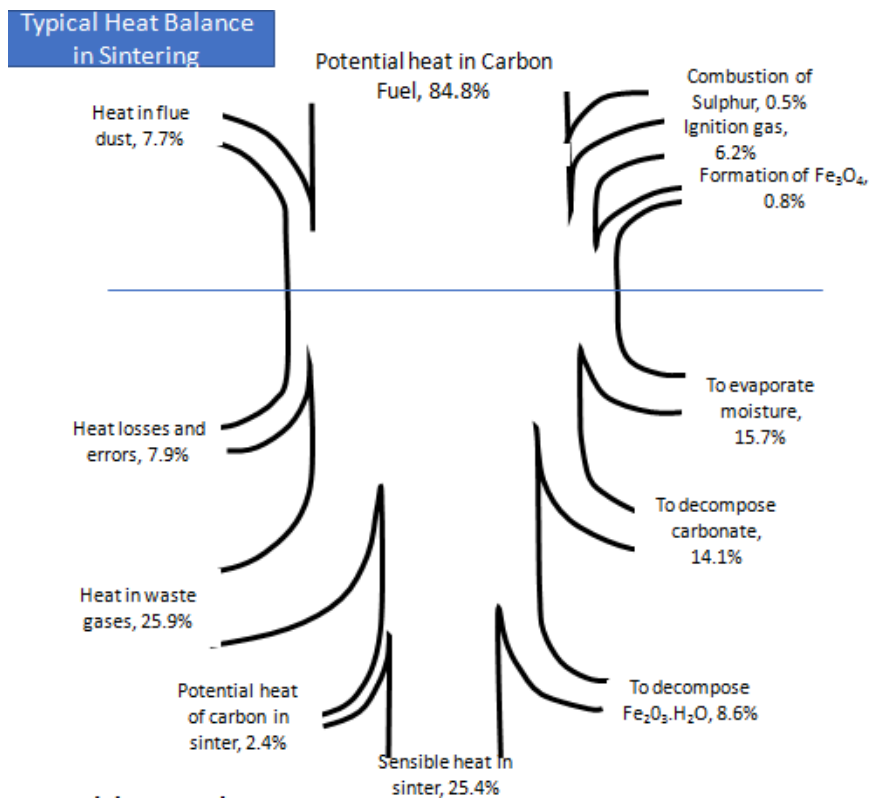 Typical Heat Balance
in Sintering
Potential heat in Carbon
Fuel, 84.8%
Heat in flue
dust, 7.7%
Combustion of
Sulphur, 0.5%
Ignition gas,
6.2%
Formation of Fe₃O₄,
0.8%
To evaporate
moisture,
15.7%
Heat losses and
errors, 7.9%
To decompose
carbonate,
14.1%
Heat in waste
gases, 25.9%
Potential heat
of carbon in
sinter, 2.4%
To decompose
Fe₂0₃.H₂O, 8.6%
Sensible heat in
sinter, 25.4%